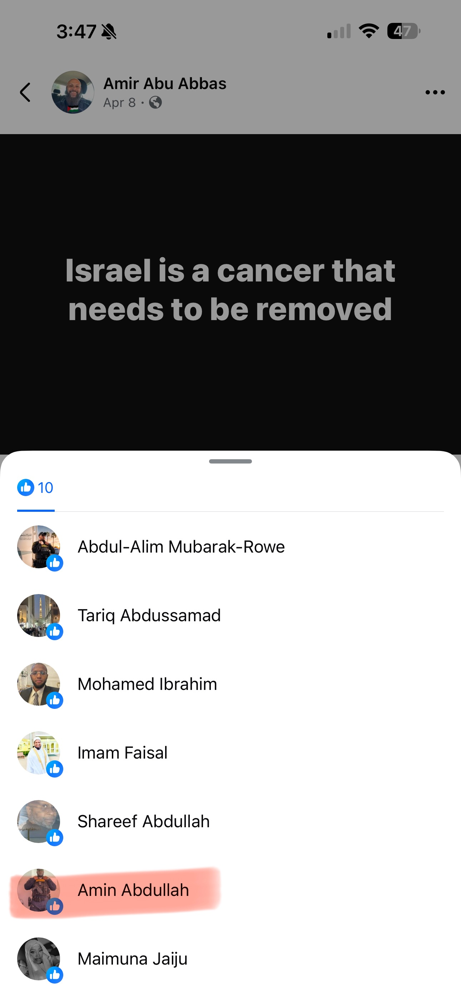 3:47
47
Amir Abu Abbas
Apr 8 ·
Israel is a cancer that
needs to be removed
10
Abdul-Alim Mubarak-Rowe
Tariq Abdussamad
Mohamed Ibrahim
Imam Faisal
Shareef Abdullah
Amin Abdullah
Maimuna Jaiju